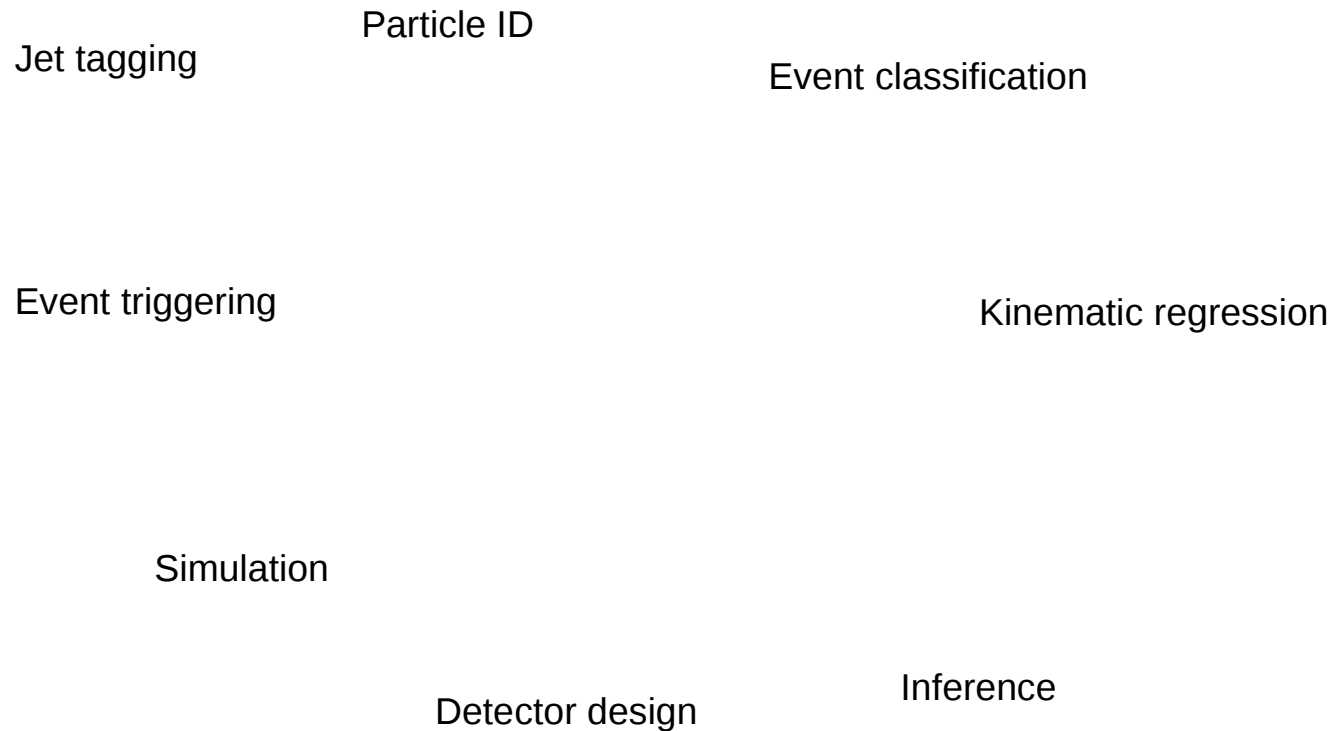 Particle ID
Jet tagging
Event classification
Event triggering
Kinematic regression
Simulation
Inference
Detector design